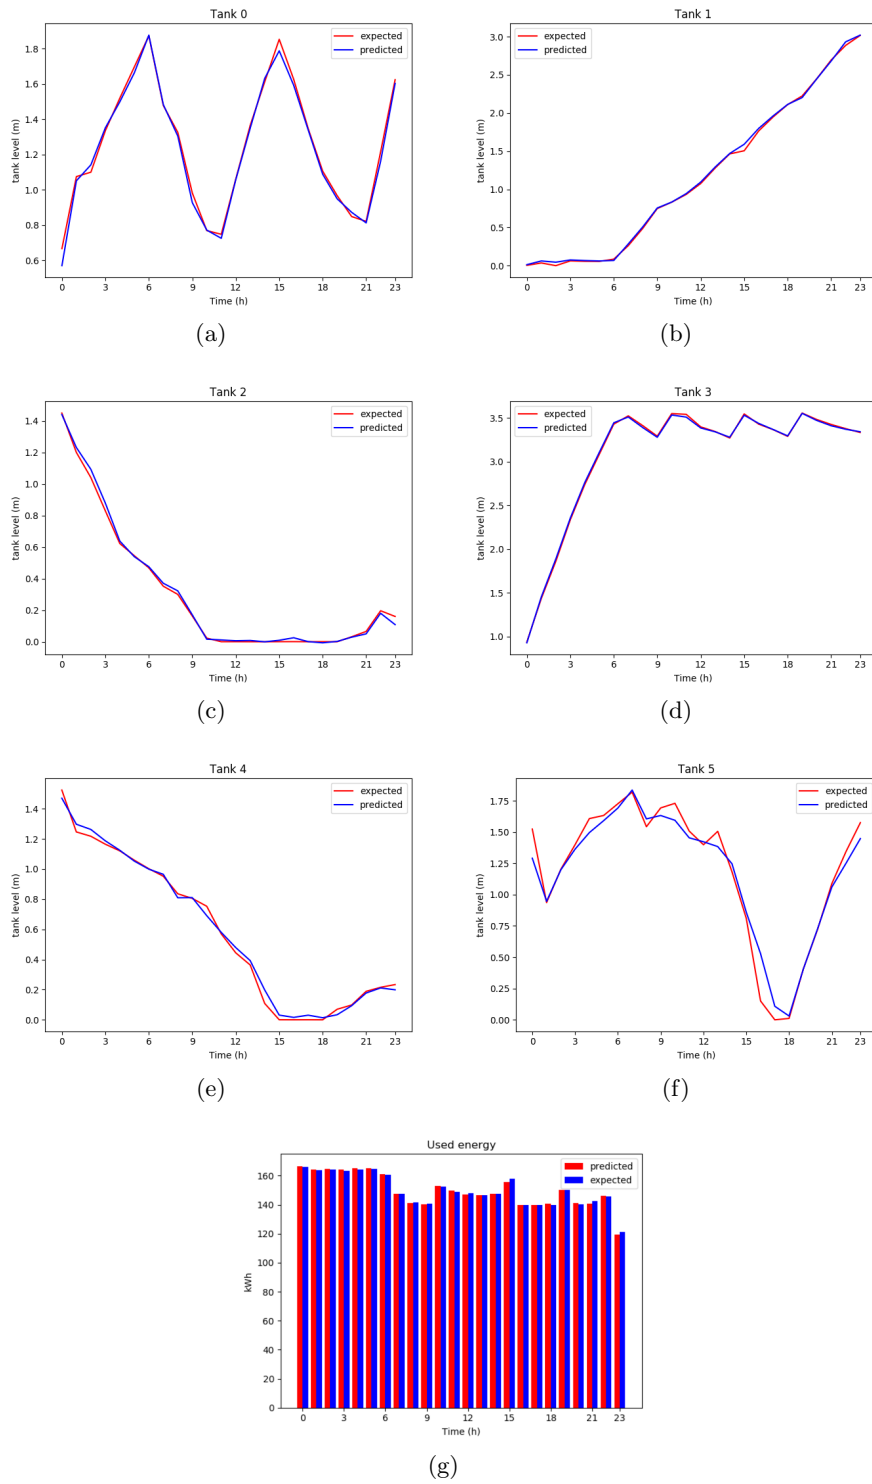 Tank 0
expected
predicted
1.8
1.6
1.4
1.2
1.0
0.8
0.6
tank level (m)
0 3 6 9 12 15 18 21 23
Time (h)
(a)
Tank 1
expected
predicted
3.0
2.5
2.0
1.5
1.0
0.5
0.0
tank level (m)
0 3 6 9 12 15 18 21 23
Time (h)
(b)
Tank 2
expected
predicted
1.4
1.2
1.0
0.8
0.6
0.4
0.2
0.0
tank level (m)
0 3 6 9 12 15 18 21 23
Time (h)
(c)
Tank 3
expected
predicted
3.5
3.0
2.5
2.0
1.5
1.0
tank level (m)
0 3 6 9 12 15 18 21 23
Time (h)
(d)
Tank 4
expected
predicted
1.4
1.2
1.0
0.8
0.6
0.4
0.2
0.0
tank level (m)
0 3 6 9 12 15 18 21 23
Time (h)
(e)
Tank 5
expected
predicted
1.75
1.50
1.25
1.00
0.75
0.50
0.25
0.00
tank level (m)
0 3 6 9 12 15 18 21 23
Time (h)
(f)
Used energy
predicted
expected
160
140
120
100
80
60
40
20
0
kWh
0 3 6 9 12 15 18 21 23
Time (h)
(g)